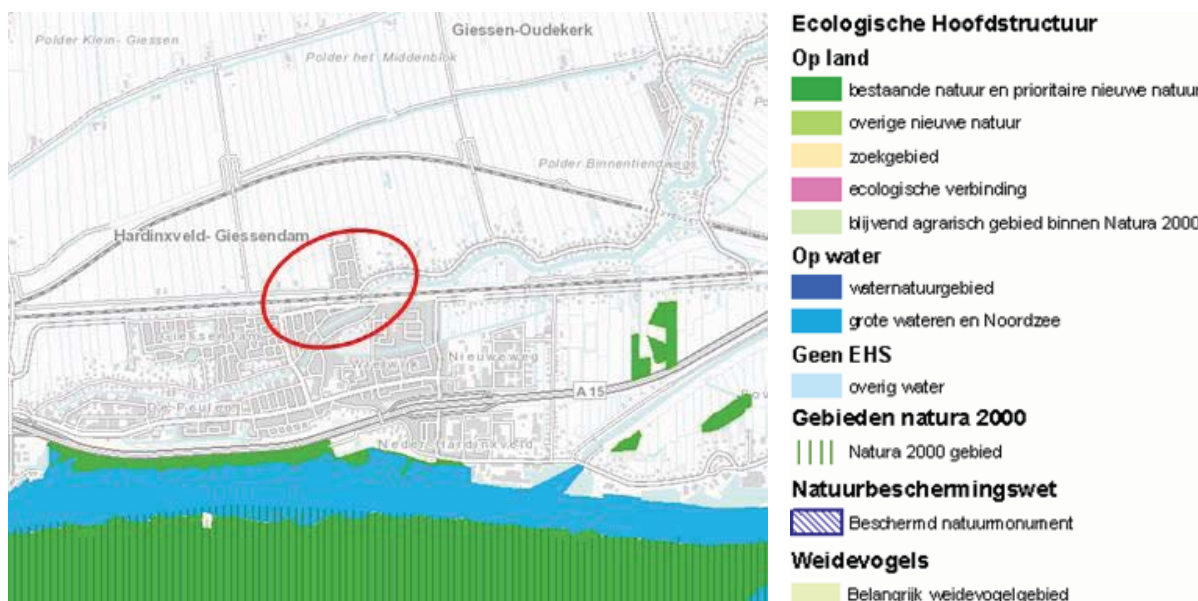 Giessen-Oudekerk
Polder Klein- Giessen
Polder het Middenblok
Polder Binnentiendwegs
Hardinxveld- Giessendam
Giessendam
Nieuweweg
A 15
De Peulen
Neder-Hardinxveld
Ecologische Hoofdstructuur
Op land
bestaande natuur en prioritaire nieuwe natuur
overige nieuwe natuur
zoekgebied
ecologische verbinding
blijvend agrarisch gebied binnen Natura 2000
Op water
waternatuurgebied
grote wateren en Noordzee
Geen EHS
overig water
Gebieden natura 2000
Natura 2000 gebied
Natuurbeschermingswet
Beschermd natuurmonument
Weidevogels
Belangrijk weidevogelgebied